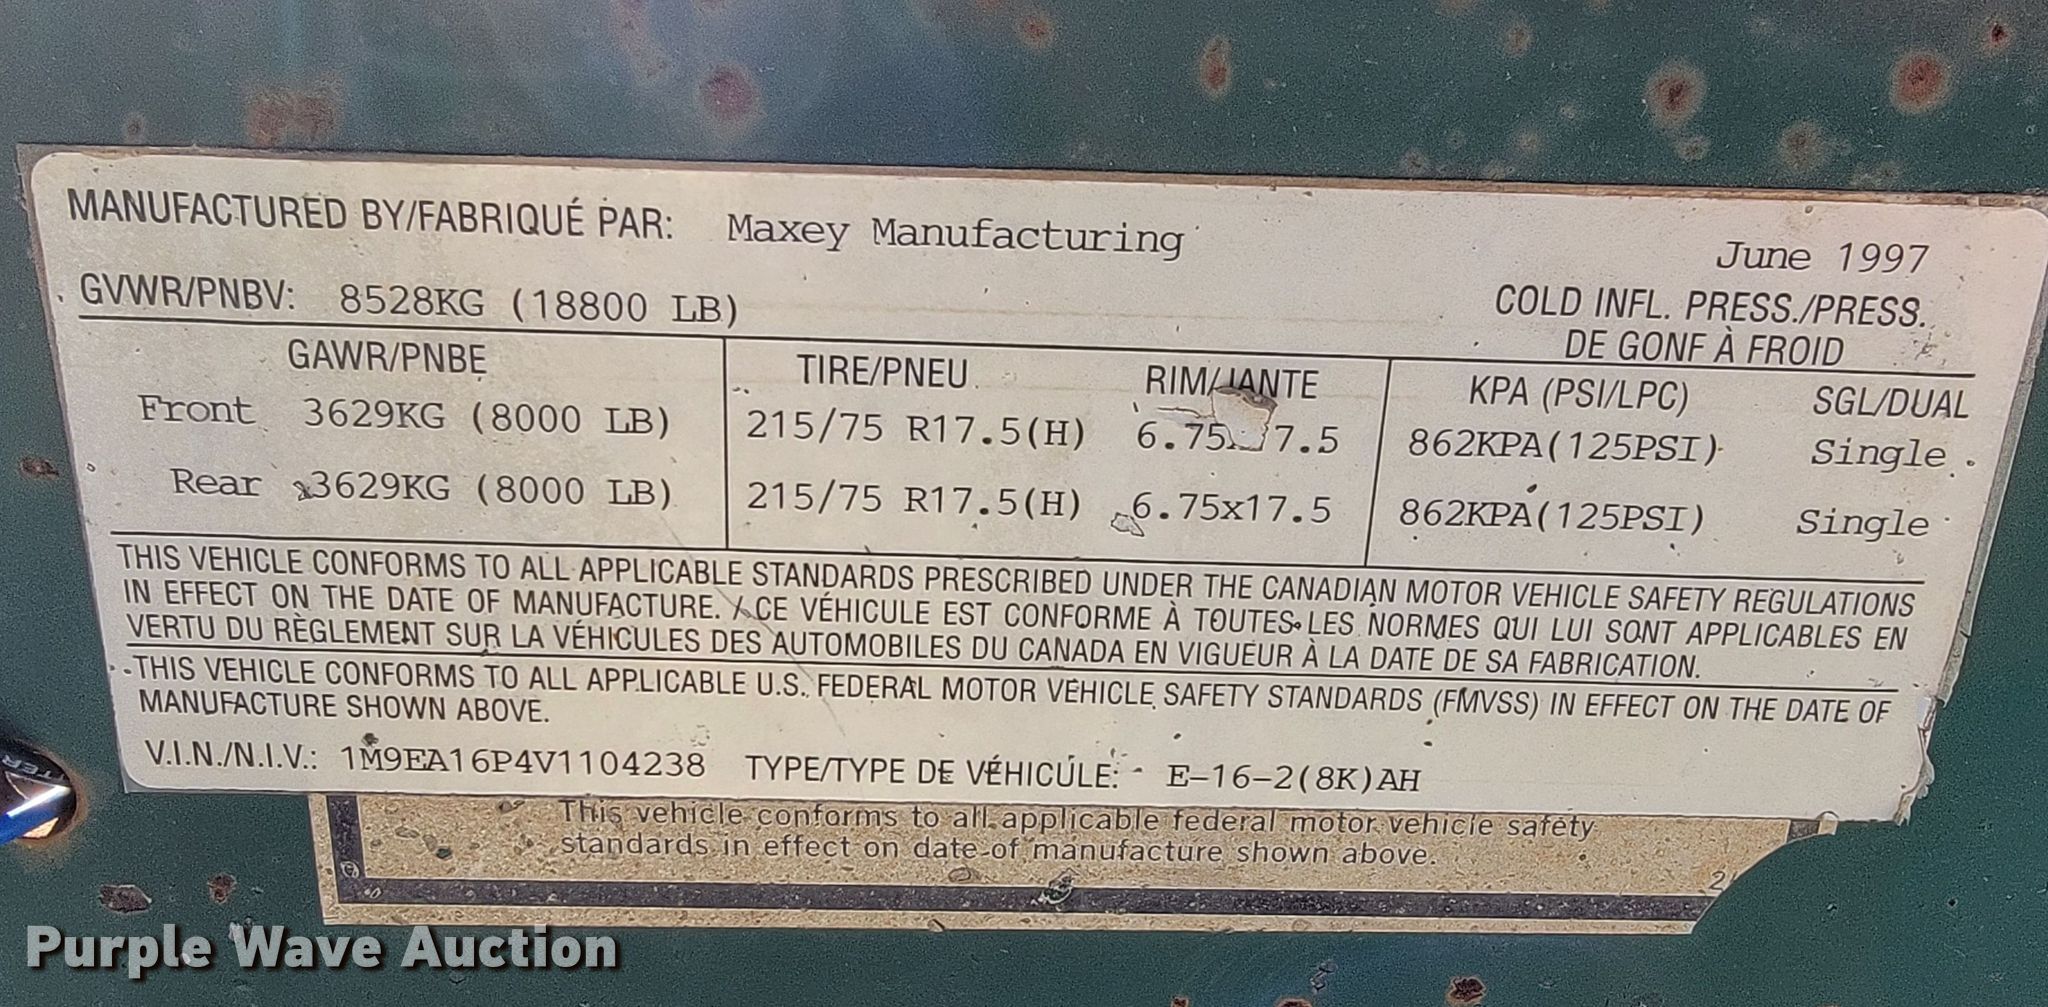 MANUFACTURED BY/FABRIQUÉ PAR: Maxey Manufacturing
June 1997
GVWR/PNBV: 8528KG (18800 LB)
COLD INFL. PRESS./PRESS.
DE GONF À FROID
GAWR/PNBE TIRE/PNEU RIM/JANTE KPA (PSI/LPC) SGL/DUAL
Front 3629KG (8000 LB) 215/75 R17.5(H) 6.75x17.5 862KPA(125PSI) Single
Rear 3629KG (8000 LB) 215/75 R17.5(H) 6.75x17.5 862KPA(125PSI) Single
THIS VEHICLE CONFORMS TO ALL APPLICABLE STANDARDS PRESCRIBED UNDER THE CANADIAN MOTOR VEHICLE SAFETY REGULATIONS
IN EFFECT ON THE DATE OF MANUFACTURE. / CE VÉHICULE EST CONFORME À TOUTES LES NORMES QUI LUI SONT APPLICABLES EN
VERTU DU RÈGLEMENT SUR LA VÉHICULES DES AUTOMOBILES DU CANADA EN VIGUEUR À LA DATE DE SA FABRICATION.
THIS VEHICLE CONFORMS TO ALL APPLICABLE U.S. FEDERAL MOTOR VEHICLE SAFETY STANDARDS (FMVSS) IN EFFECT ON THE DATE OF
MANUFACTURE SHOWN ABOVE.
V.I.N./N.I.V.: 1M9EA16P4V1104238 TYPE/TYPE DE VÉHICULE: E-16-2(8K)AH
This vehicle conforms to all applicable federal motor vehicle safety
standards in effect on date of manufacture shown above.
Purple Wave Auction